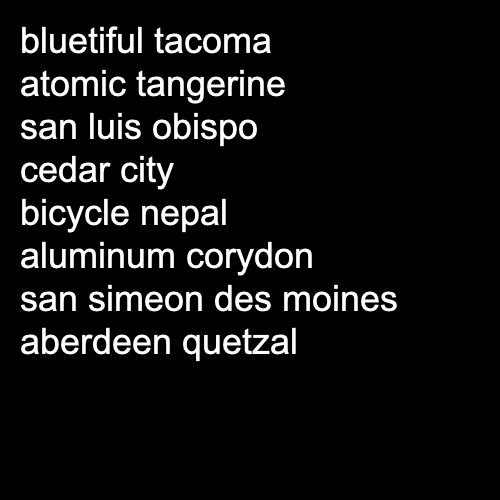 bluetiful tacoma
atomic tangerine
san luis obispo
cedar city
bicycle nepal
aluminum corydon
san simeon des moines
aberdeen quetzal